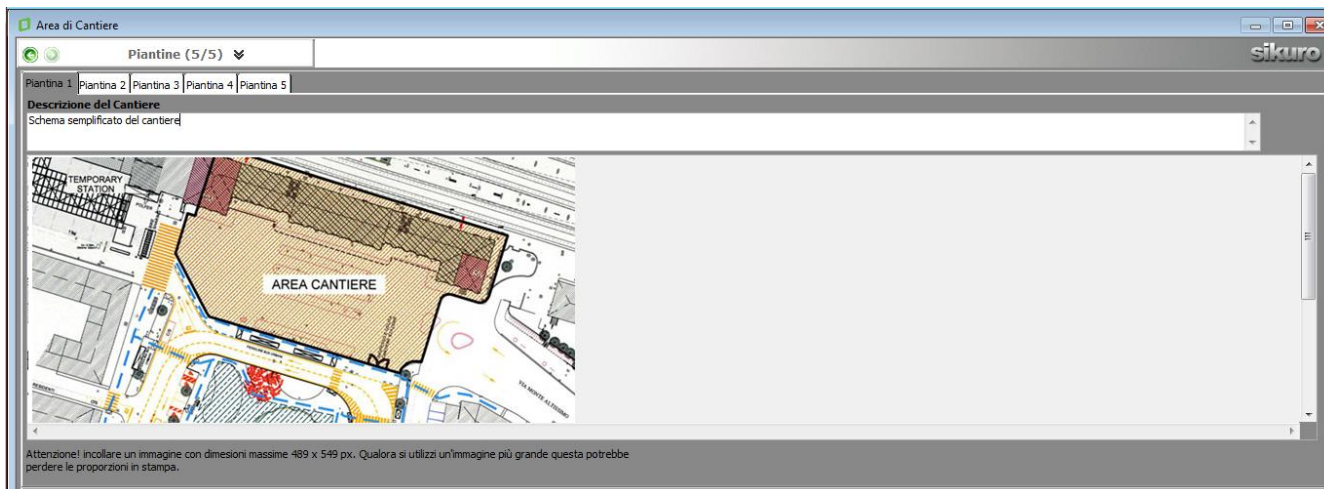 Area di Cantiere
Piantine (5/5)
sikuro
Piantina 1 Piantina 2 Piantina 3 Piantina 4 Piantina 5
Descrizione del Cantiere
Schema semplificato del cantiere
TEMPORARY
STATION
POLFER
AREA CANTIERE
VIA MONTE ALTISSIMO
RESIDENT
Attenzione! incollare un immagine con dimesioni massime 489 x 549 px. Qualora si utilizzi un'immagine più grande questa potrebbe
perdere le proporzioni in stampa.